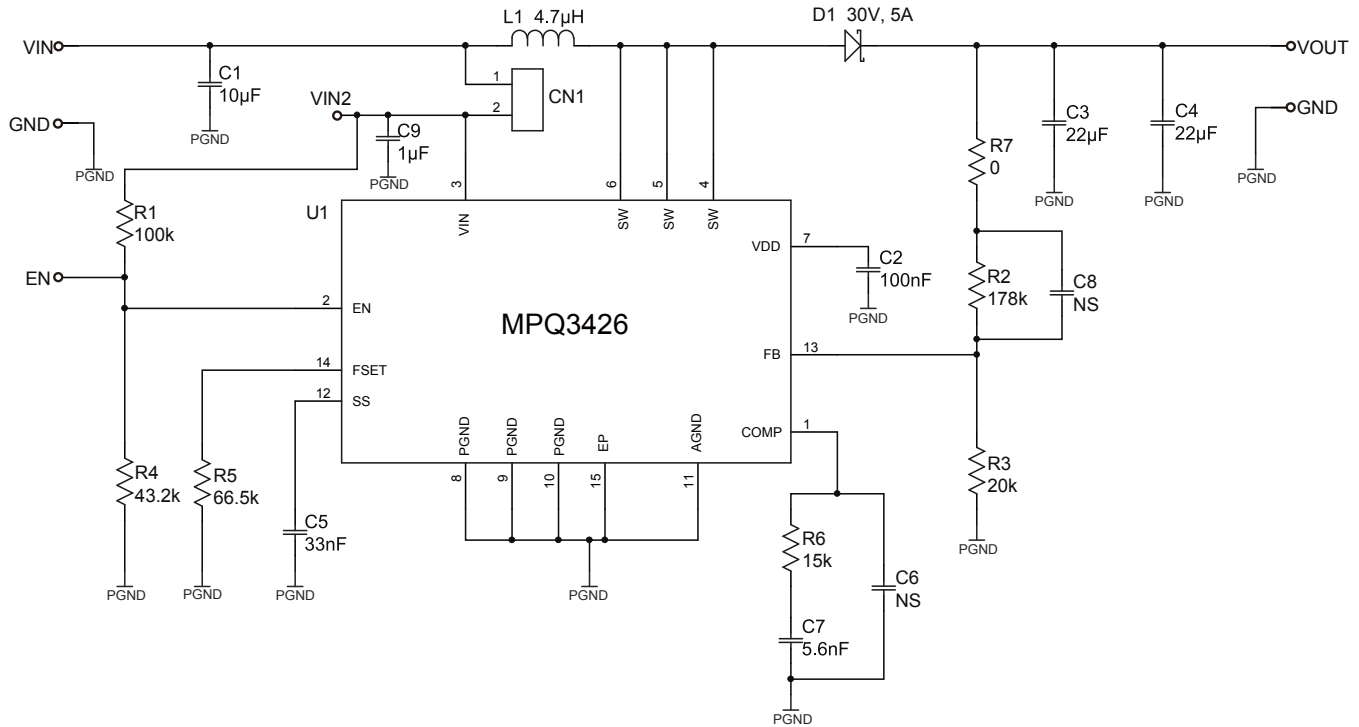 L1 4.7µH
D1 30V, 5A
VIN
VOUT
C1
10µF
PGND
1
2
CN1
VIN2
GND
PGND
C9
1µF
PGND
C3
22µF
PGND
C4
22µF
PGND
GND
PGND
R7
0
R1
100k
U1
3
VIN
6
SW
5
SW
4
SW
VDD
7
C2
100nF
PGND
R2
178k
C8
NS
EN
2
EN
MPQ3426
FB
13
14
FSET
12
SS
COMP
1
PGND
8
PGND
9
PGND
10
EP
15
AGND
11
PGND
R4
43.2k
PGND
R5
66.5k
PGND
C5
33nF
PGND
R3
20k
PGND
R6
15k
C6
NS
C7
5.6nF
PGND